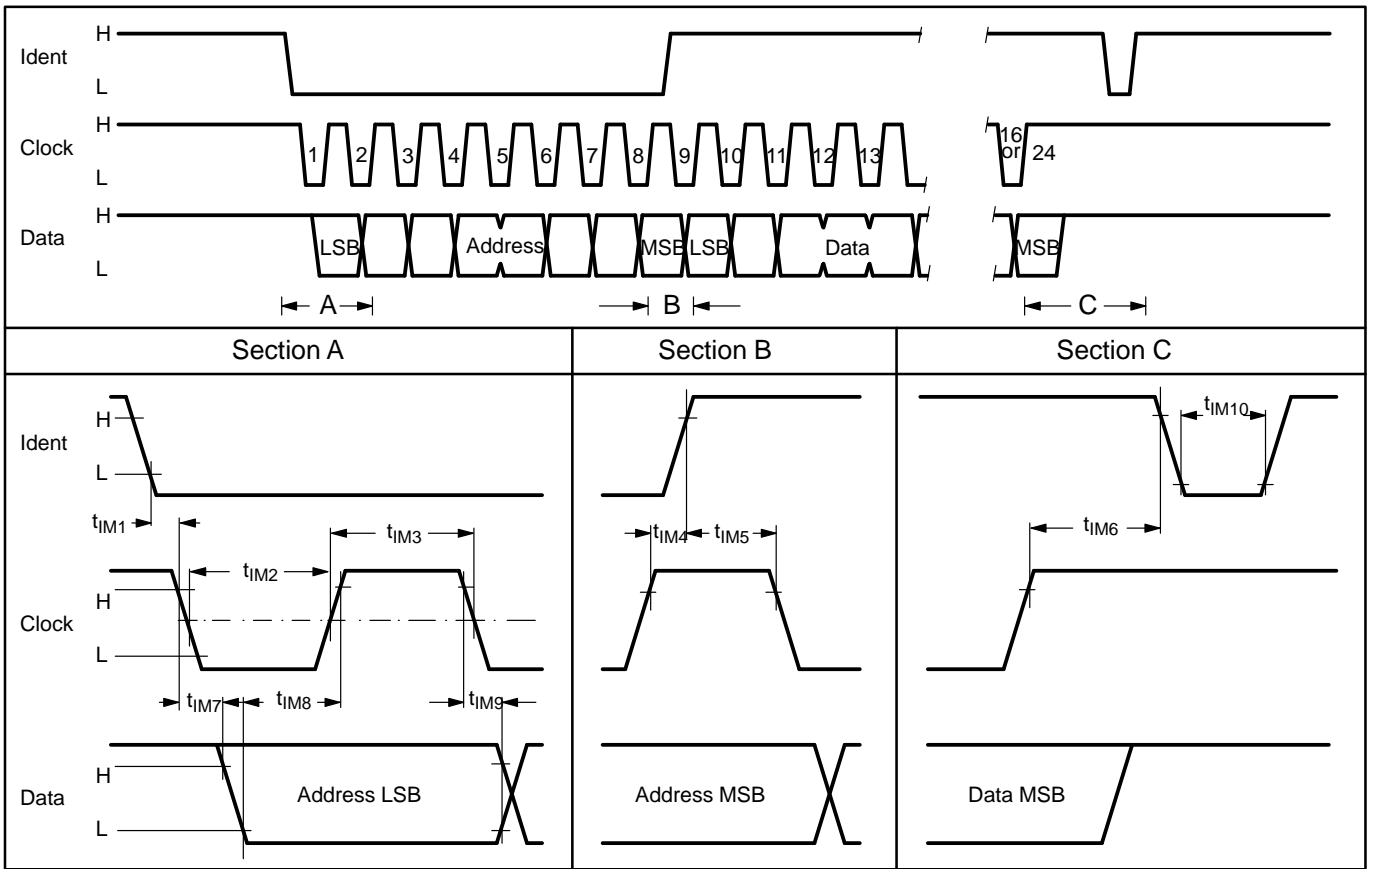 Ident
H
L
Clock
H
L
1 2 3 4 5 6 7 8 9 10 11 12 13
16
or 24
Data
H
L
LSB Address MSB LSB Data MSB
A B C
Section A Section B Section C
Ident
H
L
tIM10
tIM1 tIM3 tIM4 tIM5 tIM6
tIM2
Clock
H
L
tIM7 tIM8 tIM9
Data
H
L
Address LSB Address MSB Data MSB